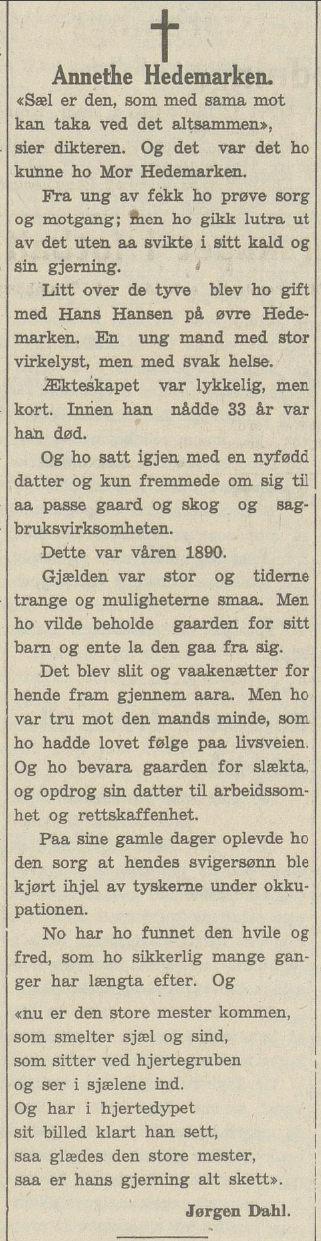 Annethe Hedemarken.
«Sæl er den, som med sama mot
kan taka ved det altsammen»,
sier dikteren. Og det var det ho
kunne ho Mor Hedemarken.
Fra ung av fekk ho prøve sorg
og motgang; men ho gikk lutra ut
av det uten aa svikte i sitt kald og
sin gjerning.
Litt over de tyve blev ho gift
med Hans Hansen på øvre Hede-
marken. En ung mand med stor
virkelyst, men med svak helse.
Ækteskapet var lykkelig, men
kort. Innen han nådde 33 år var
han død.
Og ho satt igjen med en nyfødd
datter og kun fremmede om sig til
aa passe gaard og skog og sag-
bruksvirksomheten.
Dette var våren 1890.
Gjælden var stor og tiderne
trange og muligheterne smaa. Men
ho vilde beholde gaarden for sitt
barn og ente la den gaa fra sig.
Det blev slit og vaakenætter for
hende fram gjennem aara. Men ho
var tru mot den mands minde, som
ho hadde lovet følge paa livsveien.
Og ho bevara gaarden for slækta,
og opdrog sin datter til arbeidssom-
het og rettskaffenhet.
Paa sine gamle dager oplevde ho
den sorg at hendes svigersønn ble
kjørt ihjel av tyskerne under okku-
pationen.
No har ho funnet den hvile og
fred, som ho sikkerlig mange gan-
ger har længta efter. Og
«nu er den store mester kommen,
som smelter sjæl og sind,
som sitter ved hjertegruben
og ser i sjælene ind.
Og har i hjertedypet
sit billed klart han sett,
saa glædes den store mester,
saa er hans gjerning alt skett».
Jørgen Dahl.